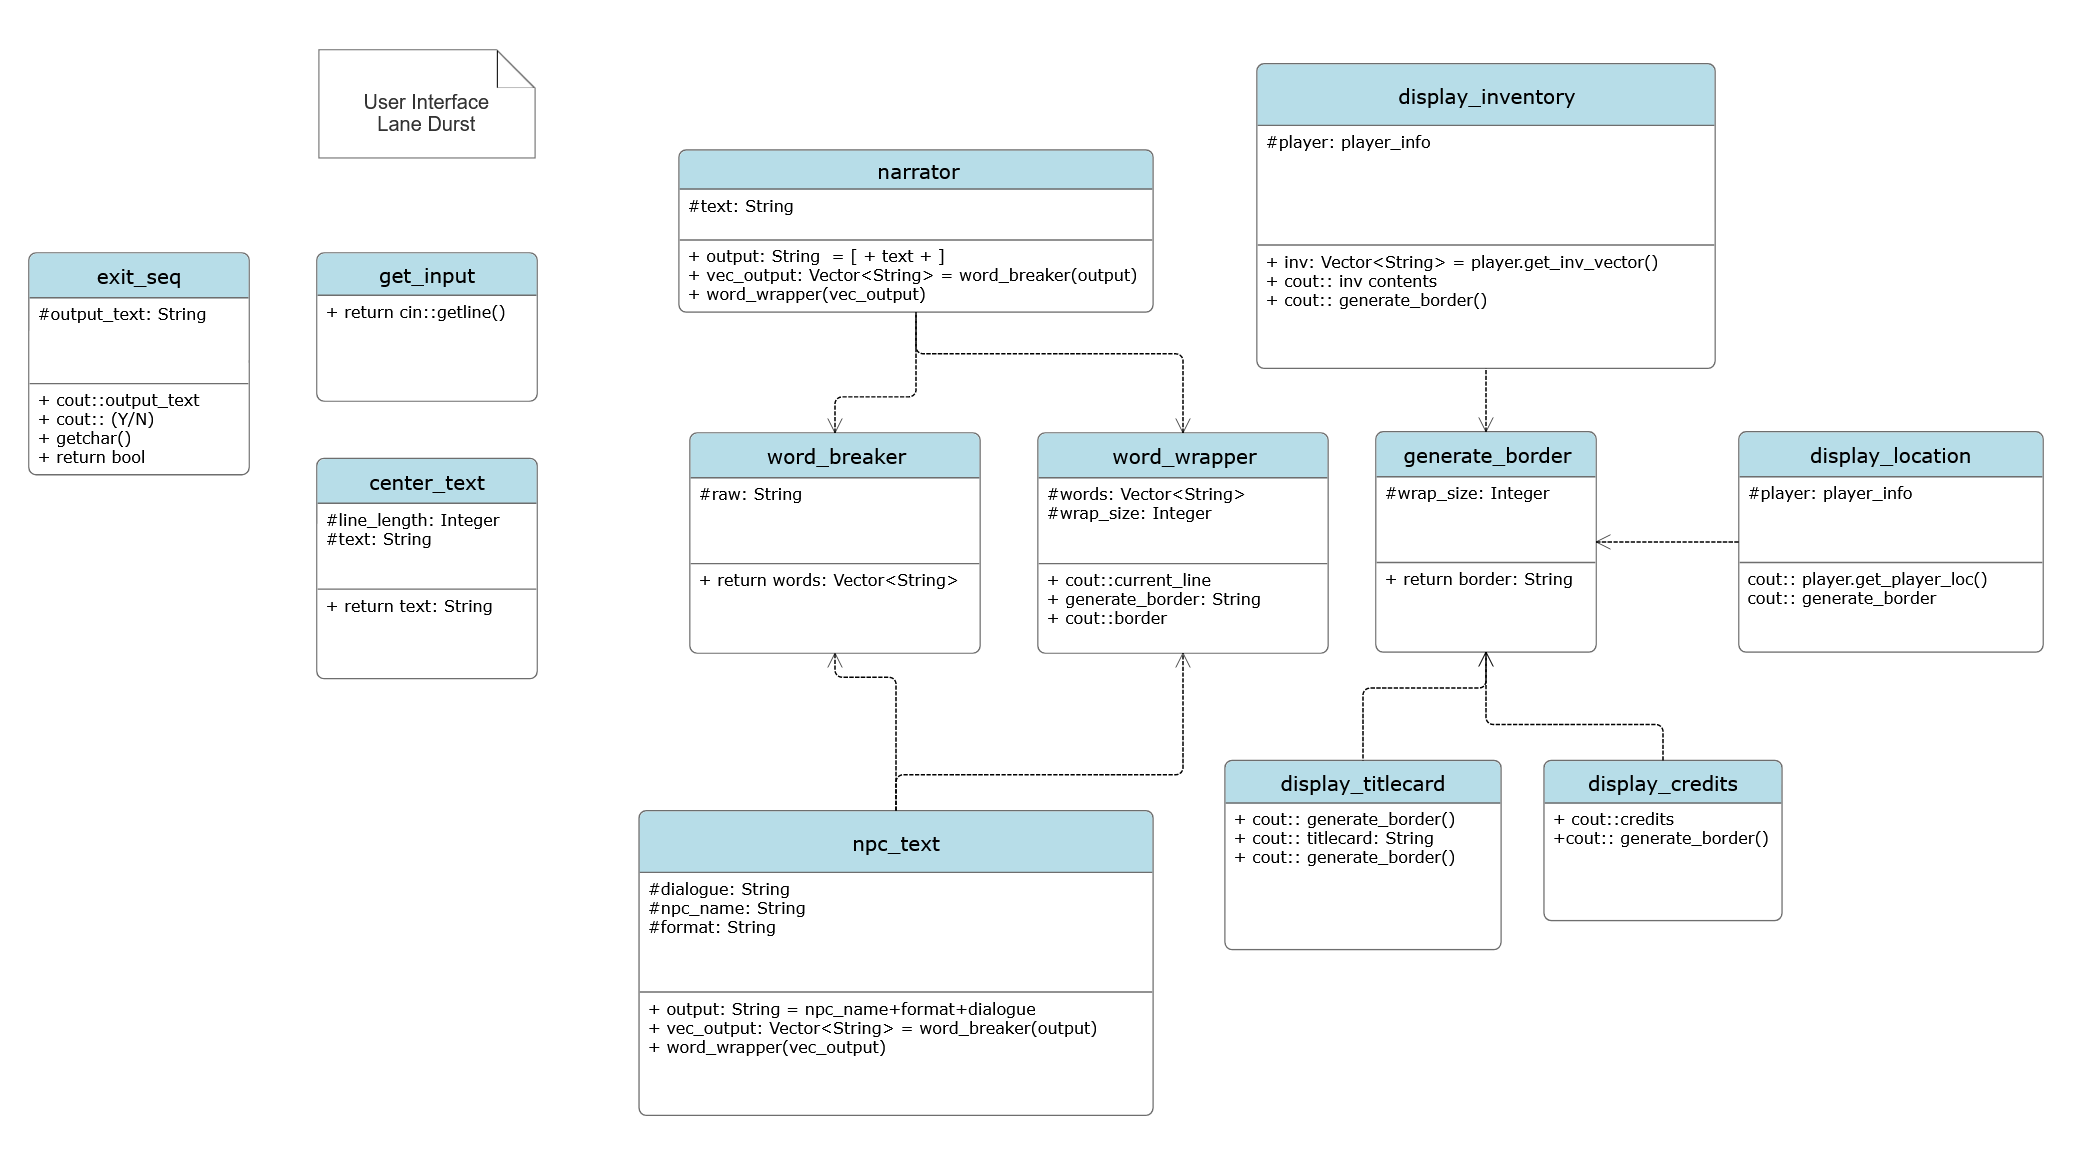 User Interface
Lane Durst
exit_seq
#output_text: String
+ cout::output_text
+ cout:: (Y/N)
+ getchar()
+ return bool
get_input
+ return cin::getline()
center_text
#line_length: Integer
#text: String
+ return text: String
narrator
#text: String
+ output: String  = [ + text + ]
+ vec_output: Vector<String> = word_breaker(output)
+ word_wrapper(vec_output)
display_inventory
#player: player_info
+ inv: Vector<String> = player.get_inv_vector()
+ cout:: inv contents
+ cout:: generate_border()
word_breaker
#raw: String
+ return words: Vector<String>
word_wrapper
#words: Vector<String>
#wrap_size: Integer
+ cout::current_line
+ generate_border: String
+ cout::border
generate_border
#wrap_size: Integer
+ return border: String
display_location
#player: player_info
cout:: player.get_player_loc()
cout:: generate_border
npc_text
#dialogue: String
#npc_name: String
#format: String
+ output: String = npc_name+format+dialogue
+ vec_output: Vector<String> = word_breaker(output)
+ word_wrapper(vec_output)
display_titlecard
+ cout:: generate_border()
+ cout:: titlecard: String
+ cout:: generate_border()
display_credits
+ cout::credits
+cout:: generate_border()